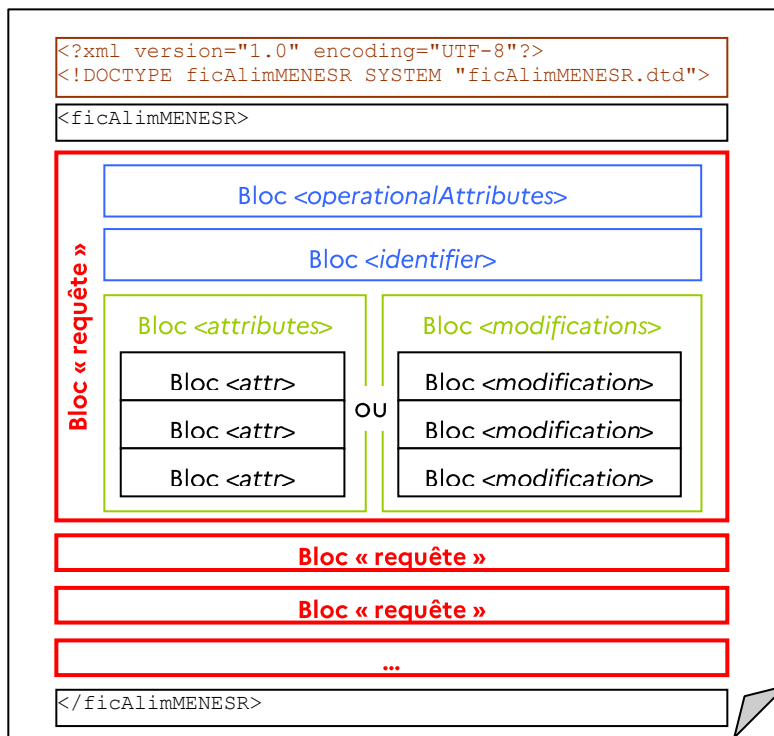 <?xml version="1.0" encoding="UTF-8"?>
<!DOCTYPE ficAlimMENESR SYSTEM "ficAlimMENESR.dtd">
<ficAlimMENESR>
Bloc « requête »
Bloc <operationalAttributes>
Bloc <identifier>
Bloc <attributes>
Bloc <attr>
Bloc <attr>
Bloc <attr>
ou
Bloc <modifications>
Bloc <modification>
Bloc <modification>
Bloc <modification>
Bloc « requête »
Bloc « requête »
...
</ficAlimMENESR>